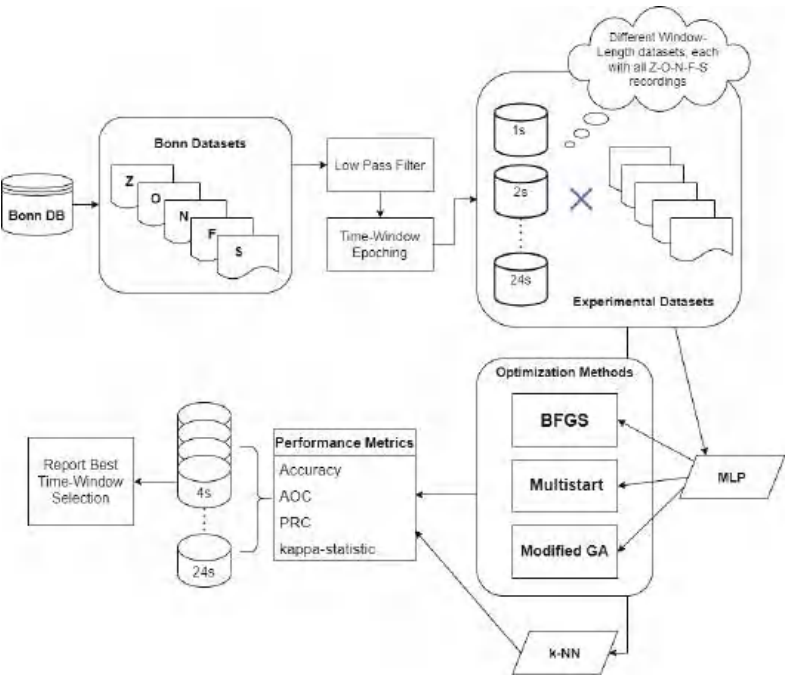 Different Window-
Length datasets, each
with all Z-O-N-F-S
recordings
Bonn DB
Bonn Datasets
Z
O
N
F
S
Low Pass Filter
Time-Window
Epoching
1s
2s
24s
Experimental Datasets
Optimization Methods
BFGS
Multistart
Modified GA
MLP
k-NN
Performance Metrics
Accuracy
AOC
PRC
kappa-statistic
4s
24s
Report Best
Time-Window
Selection